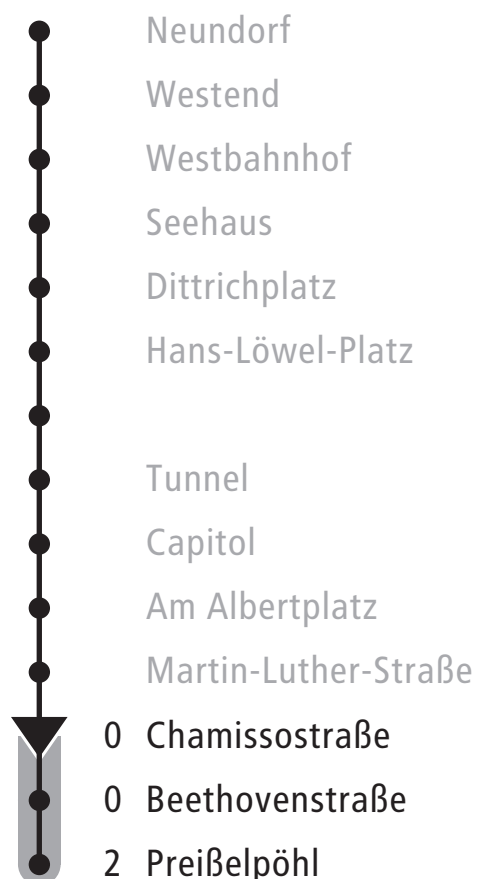 Neundorf
Westend
Westbahnhof
Seehaus
Dittrichplatz
Hans-Löwel-Platz
Tunnel
Capitol
Am Albertplatz
Martin-Luther-Straße
0 Chamissostraße
0 Beethovenstraße
2 Preißelpöhl